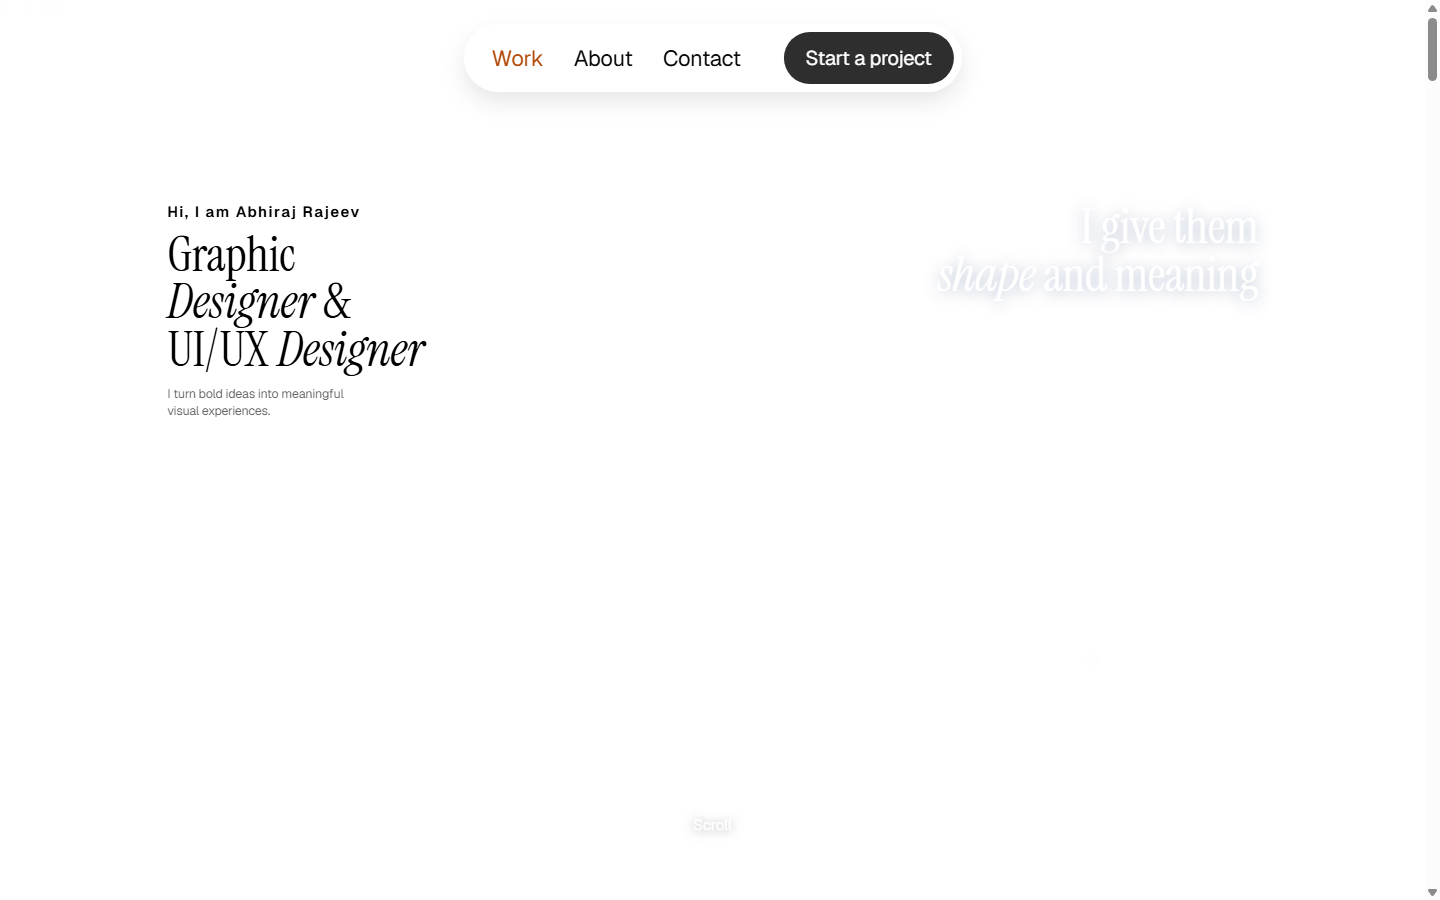 Work
About
Contact
Start a project
Hi, I am Abhiraj Rajeev
Graphic
Designer &
UI/UX Designer
I turn bold ideas into meaningful
visual experiences.
I give them
shape and meaning
Scroll